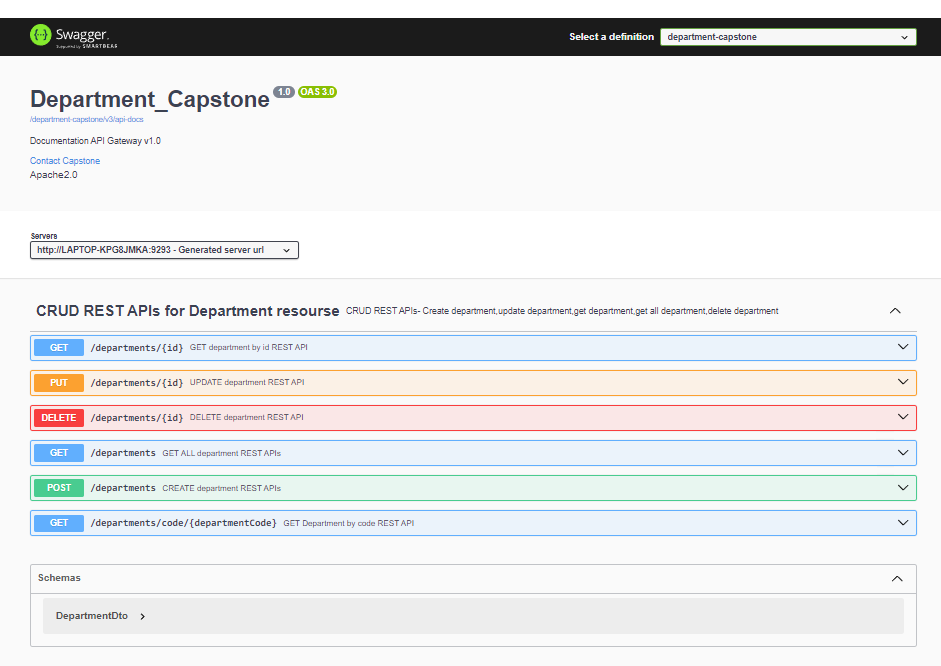 Swagger.
Supported by SMARTBEAR
Select a definition
department-capstone
Department_Capstone 1.0 OAS 3.0
/department-capstone/v3/api-docs
Documentation API Gateway v1.0
Contact Capstone
Apache2.0
Servers
http://LAPTOP-KPG8JMKA:9293 - Generated server url
CRUD REST APIs for Department resourse CRUD REST APIs- Create department,update department,get department,get all department,delete department
GET /departments/{id} GET department by id REST API
PUT /departments/{id} UPDATE department REST API
DELETE /departments/{id} DELETE department REST API
GET /departments GET ALL department REST APIs
POST /departments CREATE department REST APIs
GET /departments/code/{departmentCode} GET Department by code REST API
Schemas
DepartmentDto